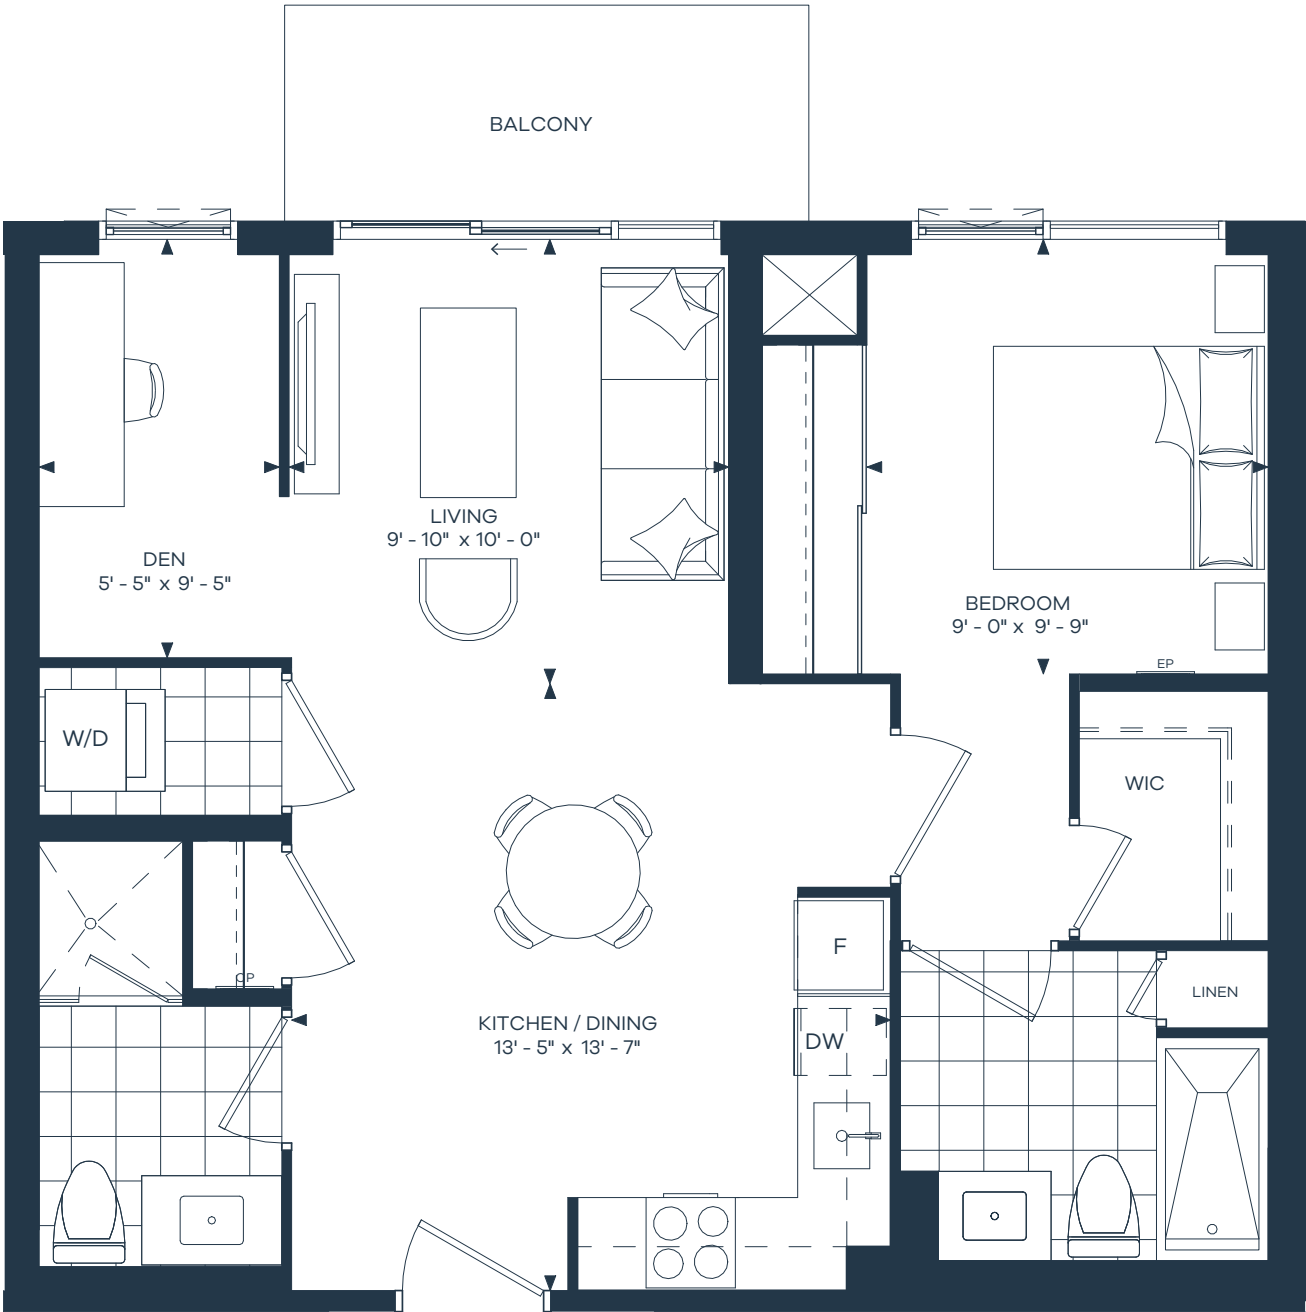 BALCONY
LIVING
9' - 10" x 10' - 0"
DEN
5' - 5" x 9' - 5"
BEDROOM
9' - 0" x 9' - 9"
EP
W/D
WIC
F
CP
LINEN
KITCHEN / DINING
13' - 5" x 13' - 7"
DW